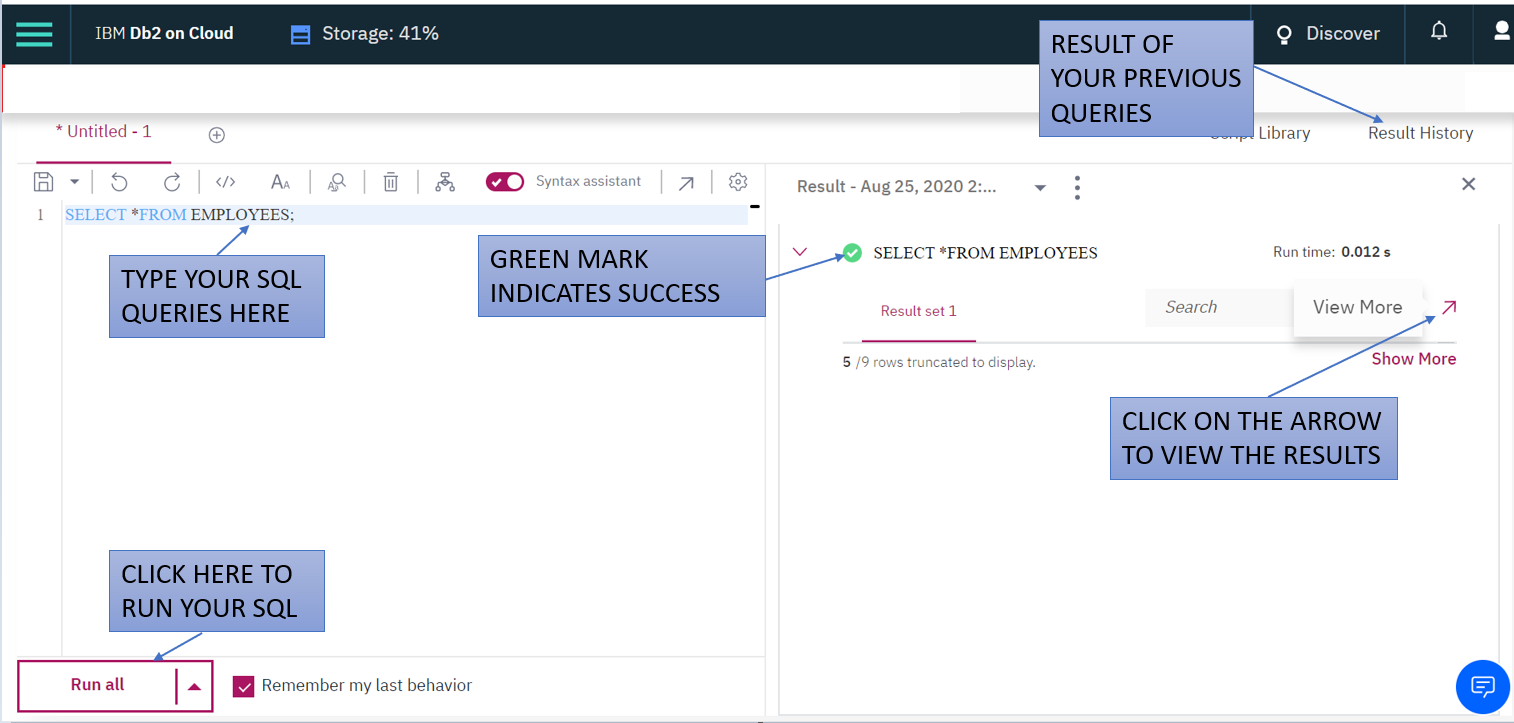 IBM Db2 on Cloud
Storage: 41%
Discover
RESULT OF
YOUR PREVIOUS
QUERIES
* Untitled - 1
Script Library
Result History
</> AA
Syntax assistant
Result - Aug 25, 2020 2:...
1 SELECT *FROM EMPLOYEES;
TYPE YOUR SQL
QUERIES HERE
GREEN MARK
INDICATES SUCCESS
SELECT *FROM EMPLOYEES
Run time: 0.012 s
Result set 1
Search
View More
5 /9 rows truncated to display.
Show More
CLICK ON THE ARROW
TO VIEW THE RESULTS
CLICK HERE TO
RUN YOUR SQL
Run all
Remember my last behavior